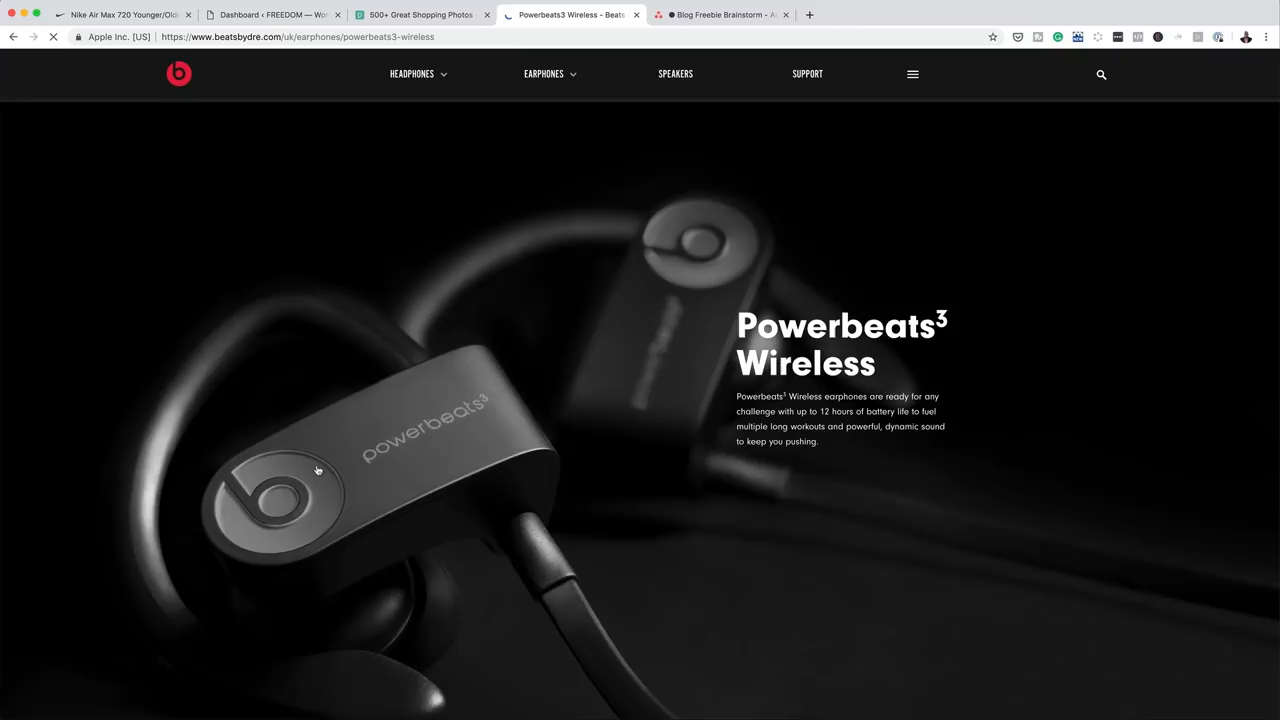 Nike Air Max 720 Younger/Olde
Dashboard ‹ FREEDOM — Wor
500+ Great Shopping Photos
Powerbeats3 Wireless - Beats
Blog Freebie Brainstorm - A
Apple Inc. [US]
https://www.beatsbydre.com/uk/earphones/powerbeats3-wireless
HEADPHONES
EARPHONES
SPEAKERS
SUPPORT
powerbeats³
powerbeats³
Powerbeats³
Wireless
Powerbeats³ Wireless earphones are ready for any
challenge with up to 12 hours of battery life to fuel
multiple long workouts and powerful, dynamic sound
to keep you pushing.